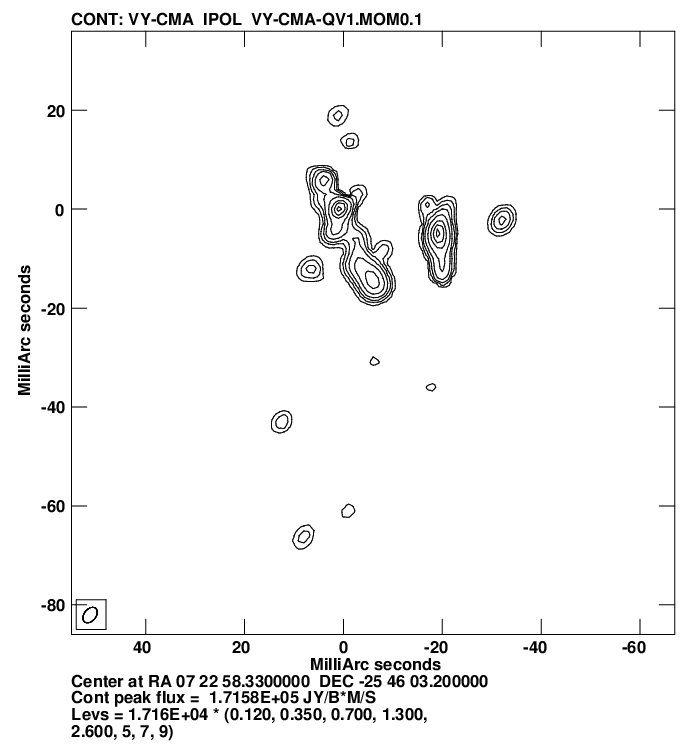 CONT: VY-CMA IPOL VY-CMA-QV1.MOM0.1
20
0
-20
-40
-60
-80
MilliArc seconds
40 20 0 -20 -40 -60
MilliArc seconds
Center at RA 07 22 58.3300000 DEC -25 46 03.200000
Cont peak flux = 1.7158E+05 JY/B*M/S
Levs = 1.716E+04 * (0.120, 0.350, 0.700, 1.300,
2.600, 5, 7, 9)